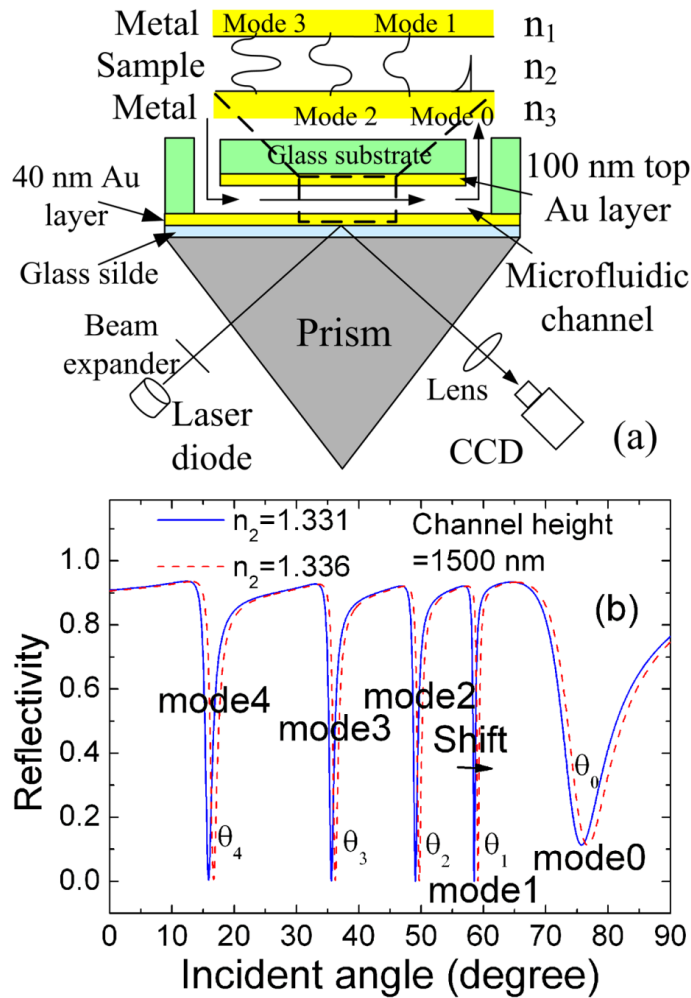 Metal Mode 3 Mode 1 n1
Sample n2
Metal Mode 2 Mode 0 n3
Glass substrate
40 nm Au
layer
100 nm top
Au layer
Glass silde
Microfluidic
channel
Prism
Beam
expander
Laser
diode
Lens
CCD
(a)
n2=1.331
n2=1.336
Channel height
=1500 nm
(b)
Reflectivity
1.0
0.8
0.6
0.4
0.2
0.0
mode4
mode3
mode2
Shift
mode1
mode0
θ4
θ3
θ2
θ1
θ0
0 10 20 30 40 50 60 70 80 90
Incident angle (degree)